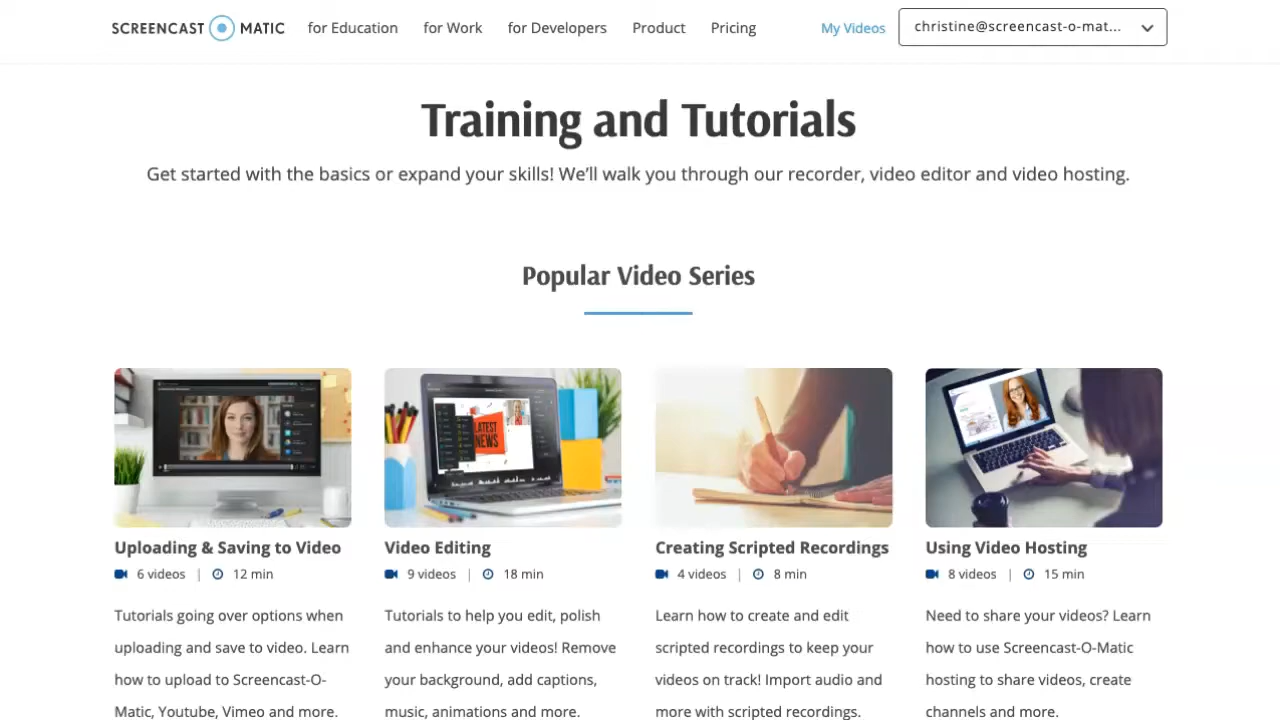 SCREENCAST MATIC for Education for Work for Developers Product Pricing My Videos christine@screencast-o-mat...
Training and Tutorials
Get started with the basics or expand your skills! We’ll walk you through our recorder, video editor and video hosting.
Popular Video Series
LATEST
NEWS
Uploading & Saving to Video
6 videos | 12 min
Tutorials going over options when
uploading and save to video. Learn
how to upload to Screencast-O-
Matic, Youtube, Vimeo and more.
Video Editing
9 videos | 18 min
Tutorials to help you edit, polish
and enhance your videos! Remove
your background, add captions,
music, animations and more.
Creating Scripted Recordings
4 videos | 8 min
Learn how to create and edit
scripted recordings to keep your
videos on track! Import audio and
more with scripted recordings.
Using Video Hosting
8 videos | 15 min
Need to share your videos? Learn
how to use Screencast-O-Matic
hosting to share videos, create
channels and more.